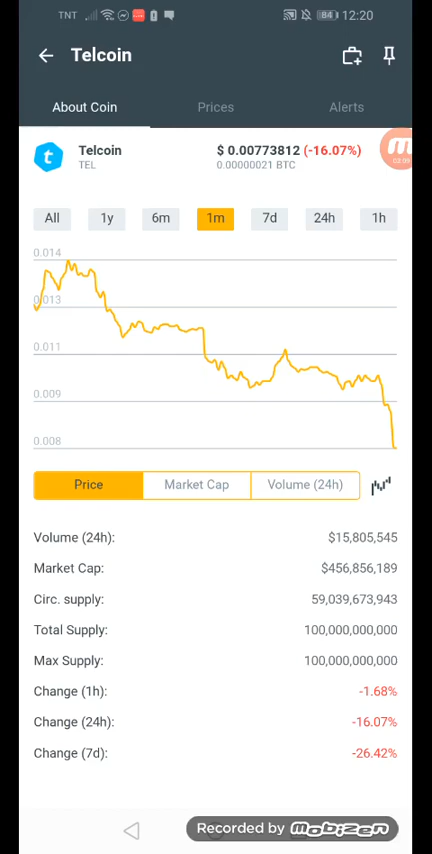 TNT 84 12:20
Telcoin
About Coin Prices Alerts
Telcoin $ 0.00773812 (-16.07%)
TEL 0.00000021 BTC
03:09
All 1y 6m 1m 7d 24h 1h
0.014
0.013
0.011
0.009
0.008
Price Market Cap Volume (24h)
Volume (24h): $15,805,545
Market Cap: $456,856,189
Circ. supply: 59,039,673,943
Total Supply: 100,000,000,000
Max Supply: 100,000,000,000
Change (1h): -1.68%
Change (24h): -16.07%
Change (7d): -26.42%
Recorded by mobizen